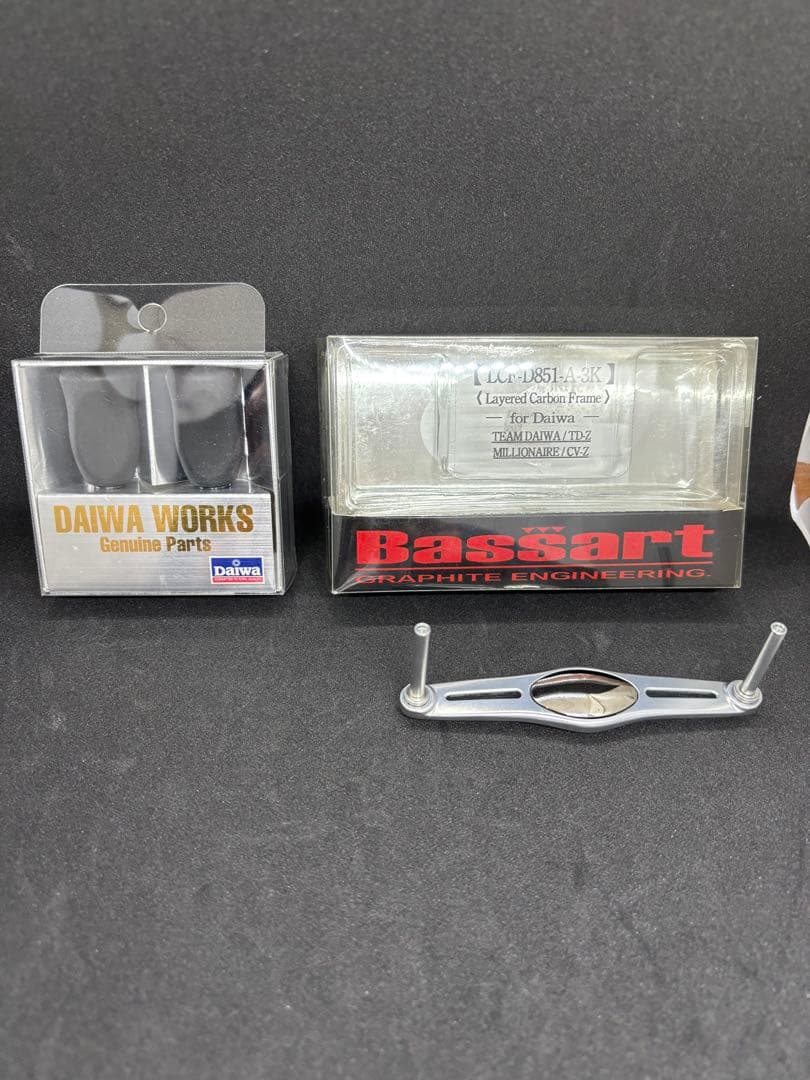 DAIWA WORKS
Genuine Parts
Daiwa
【 LCF-D851-A-3K 】
《 Layered Carbon Frame 》
— for Daiwa —
TEAM DAIWA / TD-Z
MILLIONAIRE / CV-Z
Bassart
GRAPHITE ENGINEERING.